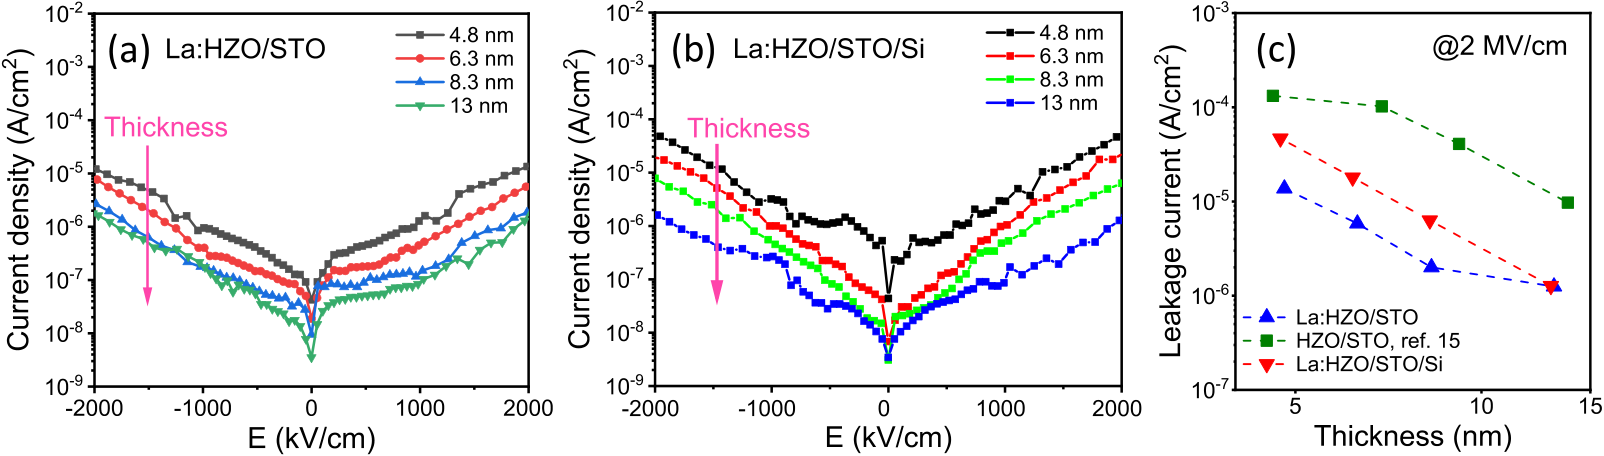 (a) La:HZO/STO
4.8 nm
6.3 nm
8.3 nm
13 nm
Thickness
Current density (A/cm²)
10⁻²
10⁻³
10⁻⁴
10⁻⁵
10⁻⁶
10⁻⁷
10⁻⁸
10⁻⁹
-2000 -1000 0 1000 2000
E (kV/cm)
(b) La:HZO/STO/Si
4.8 nm
6.3 nm
8.3 nm
13 nm
Thickness
Current density (A/cm²)
10⁻²
10⁻³
10⁻⁴
10⁻⁵
10⁻⁶
10⁻⁷
10⁻⁸
10⁻⁹
-2000 -1000 0 1000 2000
E (kV/cm)
(c) @2 MV/cm
Leakage current (A/cm²)
10⁻³
10⁻⁴
10⁻⁵
10⁻⁶
10⁻⁷
La:HZO/STO
HZO/STO, ref. 15
La:HZO/STO/Si
5 10 15
Thickness (nm)